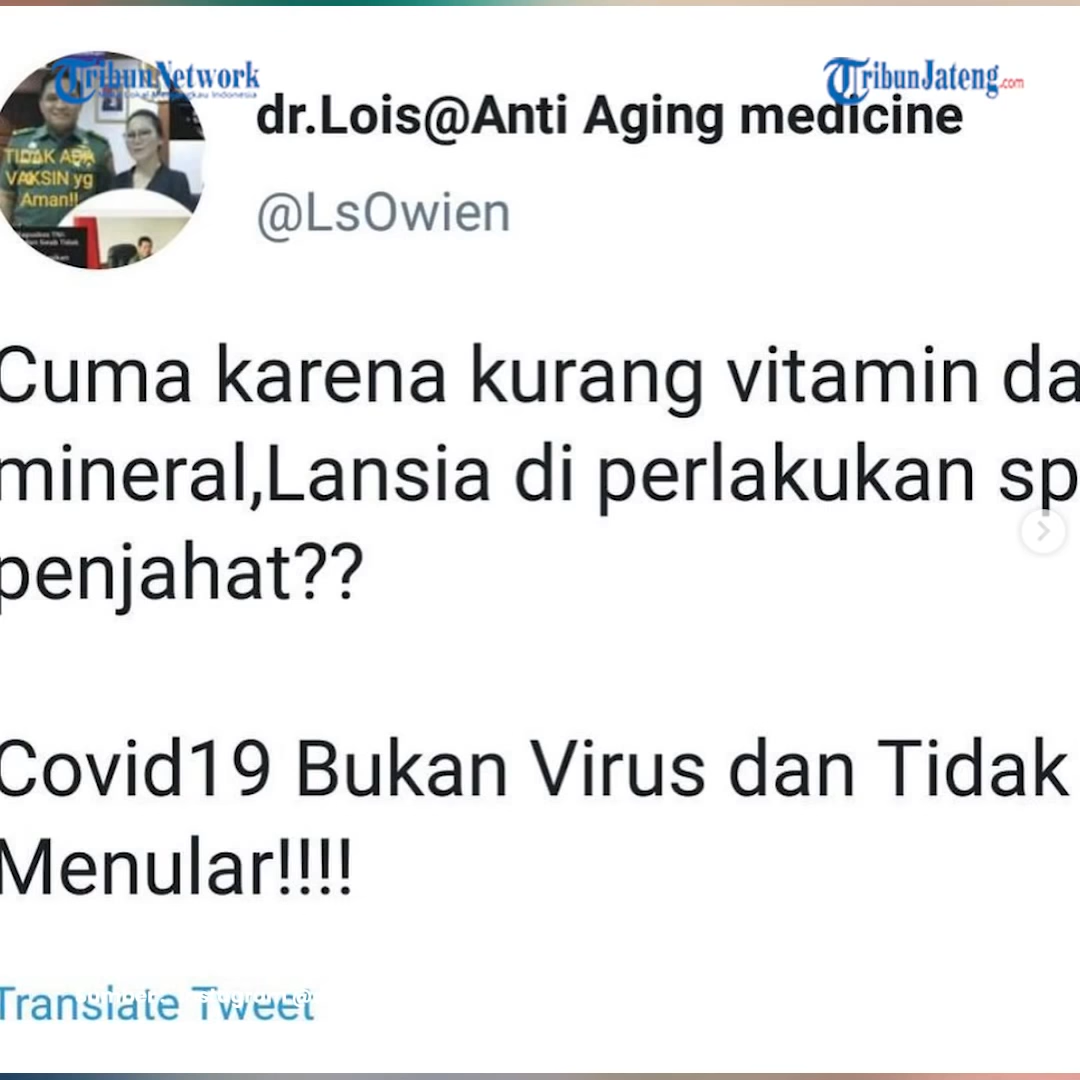 TribunNetwork
TribunJateng.com
dr.Lois@Anti Aging medicine
@LsOwien
TIDAK ADA
VAKSIN yg
Aman!!
Cuma karena kurang vitamin da
mineral,Lansia di perlakukan sp
penjahat??
Covid19 Bukan Virus dan Tidak
Menular!!!!
Translate Tweet